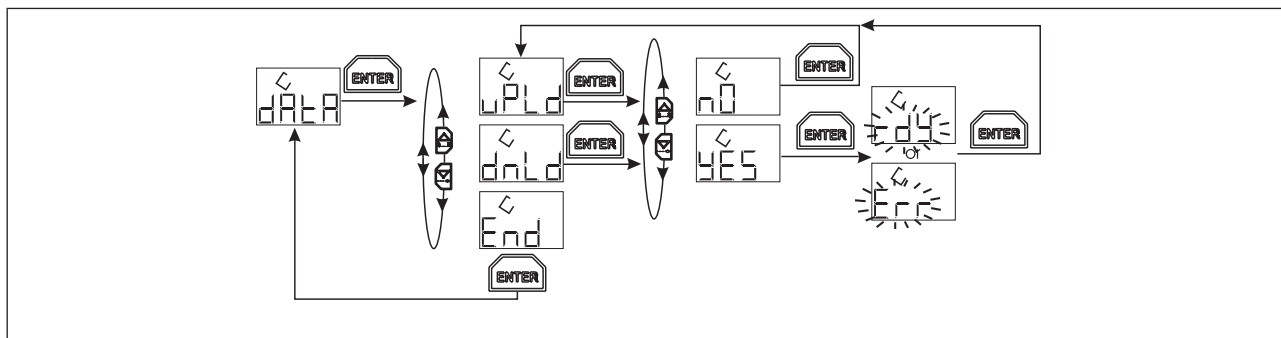 dAtA
ENTER
uPLd
ENTER
dnLd
ENTER
End
ENTER
nO
ENTER
YES
ENTER
rdY
or
Err
ENTER